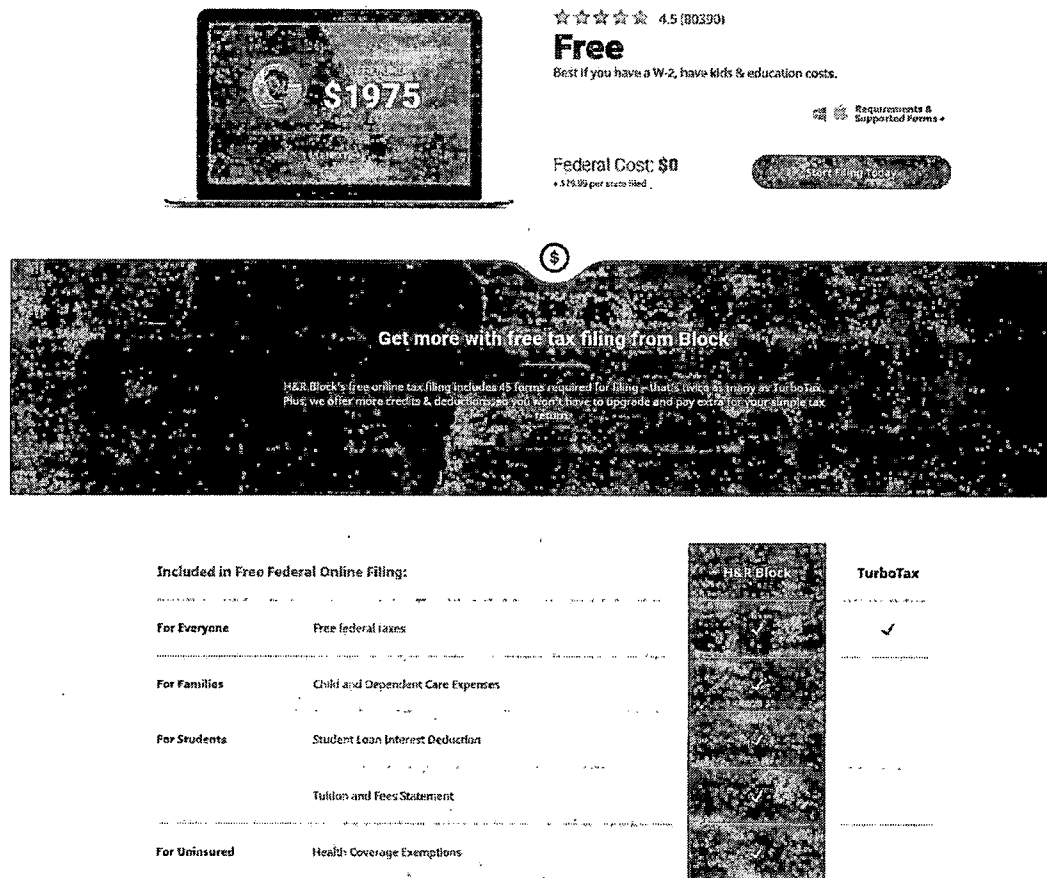 4.5 (80390)
Free
Best if you have a W-2, have kids & education costs.
$1975
Requirements &
Supported Forms
Federal Cost: $0
per state filed
Start Filing Today
$
Get more with free tax filing from Block
H&R Block's free online tax filing includes 45 forms required for filing – that's twice as many as TurboTax.
Plus, we offer more credits & deductions so you won't have to upgrade and pay extra for your simple tax
return.
Included in Free Federal Online Filing: H&R Block TurboTax
For Everyone Free federal taxes
For Families Child and Dependent Care Expenses
For Students Student Loan Interest Deduction
Tuition and Fees Statement
For Uninsured Health Coverage Exemptions